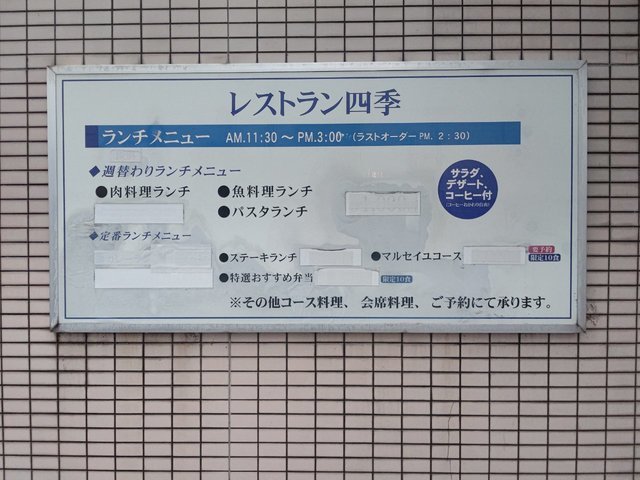 レストラン四季
ランチメニュー AM.11:30 〜 PM.3:00 (ラストオーダー PM. 2:30)
◆週替わりランチメニュー
●肉料理ランチ ●魚料理ランチ
●パスタランチ
サラダ、
デザート、
コーヒー付
◆定番ランチメニュー
●ステーキランチ ●マルセイユコース 要予約 限定10食
●特選おすすめ弁当 限定10食
※その他コース料理、会席料理、ご予約にて承ります。